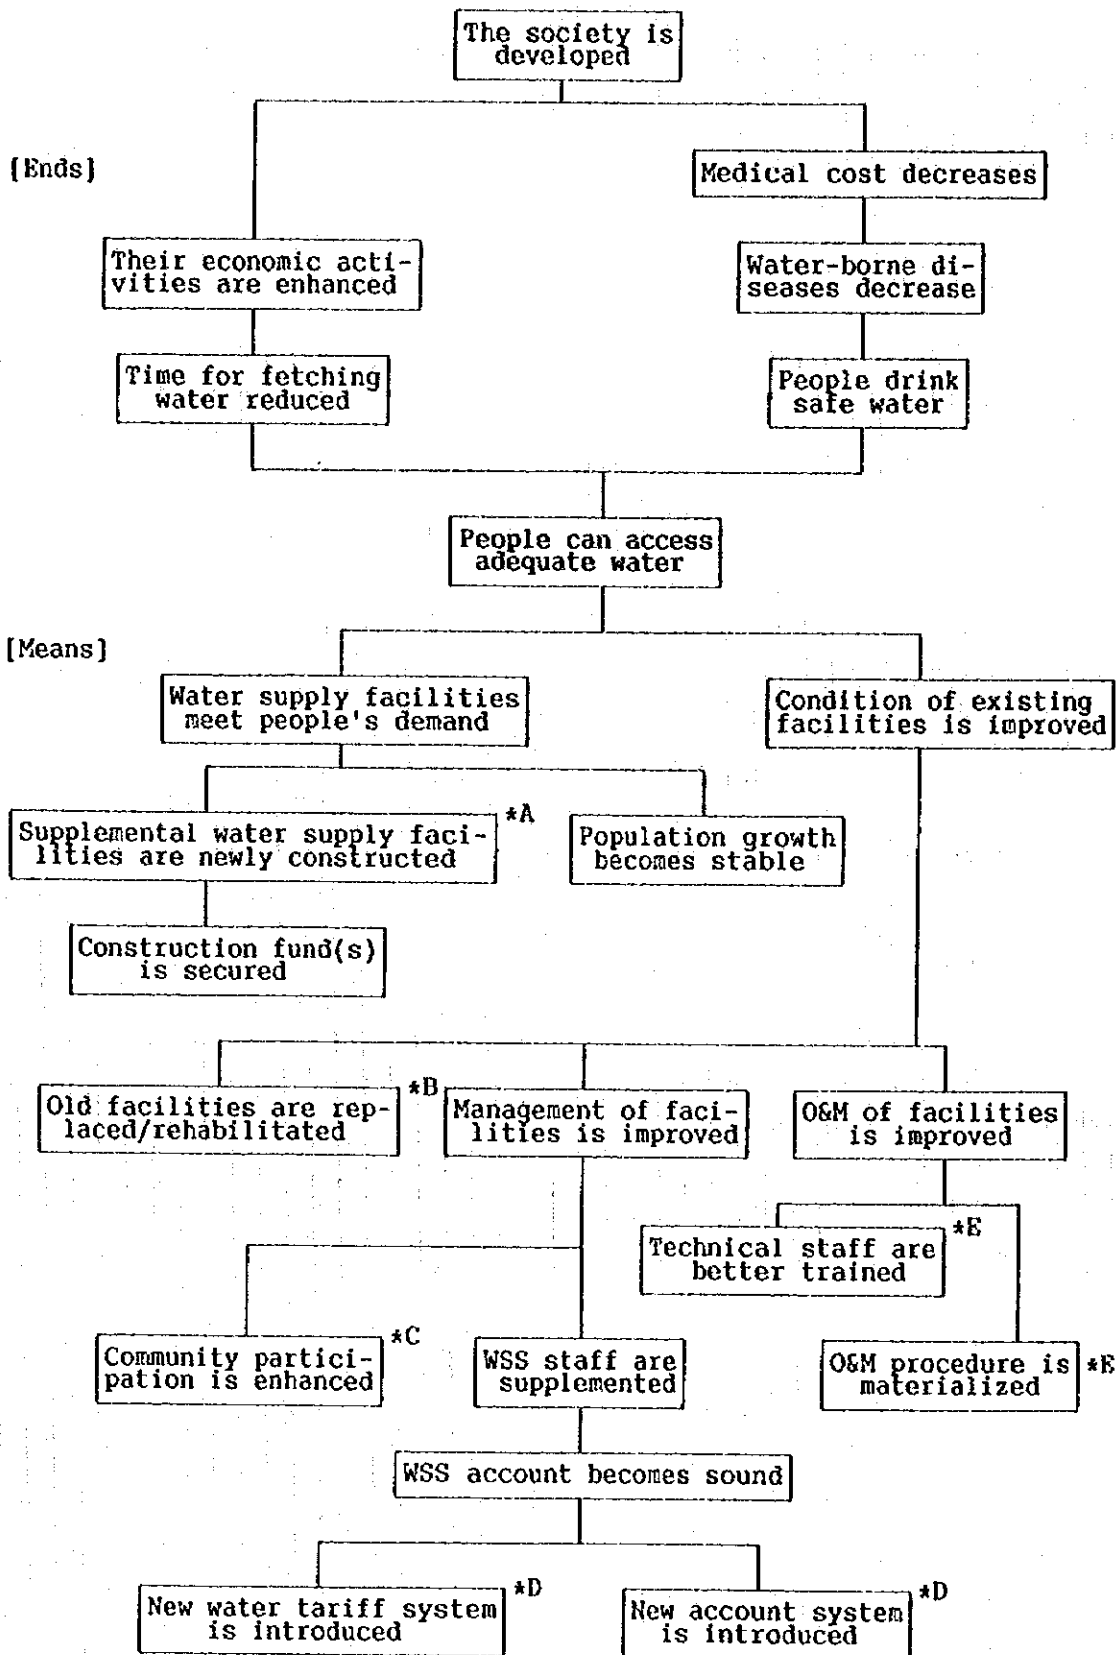 The society is
developed
[Ends]
Medical cost decreases
Their economic acti-
vities are enhanced
Water-borne di-
seases decrease
Time for fetching
water reduced
People drink
safe water
People can access
adequate water
[Means]
Water supply facilities
meet people's demand
Condition of existing
facilities is improved
*A
Supplemental water supply faci-
lities are newly constructed
Population growth
becomes stable
Construction fund(s)
is secured
*B
Old facilities are rep-
laced/rehabilitated
Management of faci-
lities is improved
O&M of facilities
is improved
*E
Technical staff are
better trained
*C
Community partici-
pation is enhanced
WSS staff are
supplemented
O&M procedure is
materialized
*E
WSS account becomes sound
*D
New water tariff system
is introduced
*D
New account system
is introduced